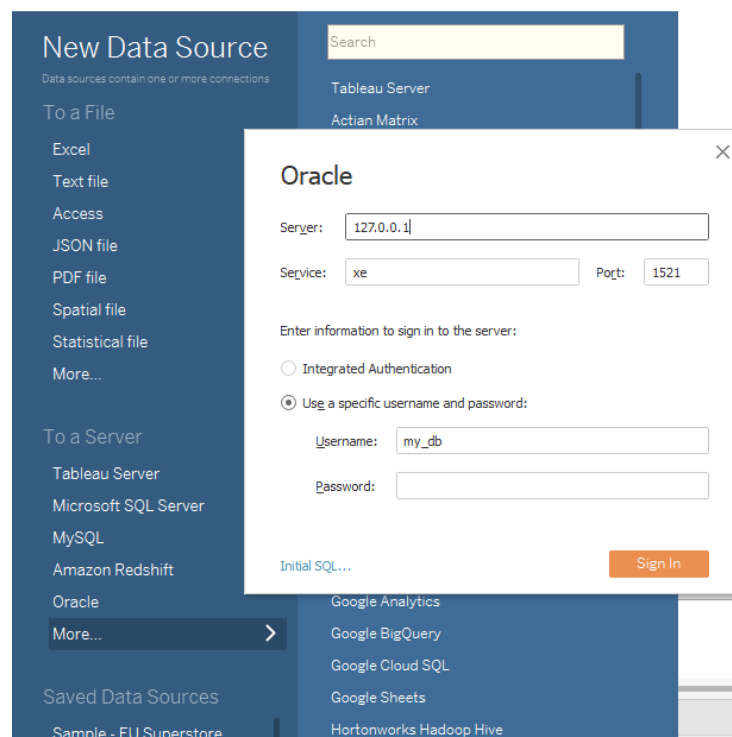 New Data Source
Data sources contain one or more connections
To a File
Excel
Text file
Access
JSON file
PDF file
Spatial file
Statistical file
More...
To a Server
Tableau Server
Microsoft SQL Server
MySQL
Amazon Redshift
Oracle
More...
Saved Data Sources
Sample - EU Superstore
Search
Tableau Server
Actian Matrix
Oracle
Server: 127.0.0.1
Service: xe Port: 1521
Enter information to sign in to the server:
Integrated Authentication
Use a specific username and password:
Username: my_db
Password:
Initial SQL... Sign In
Google Analytics
Google BigQuery
Google Cloud SQL
Google Sheets
Hortonworks Hadoop Hive